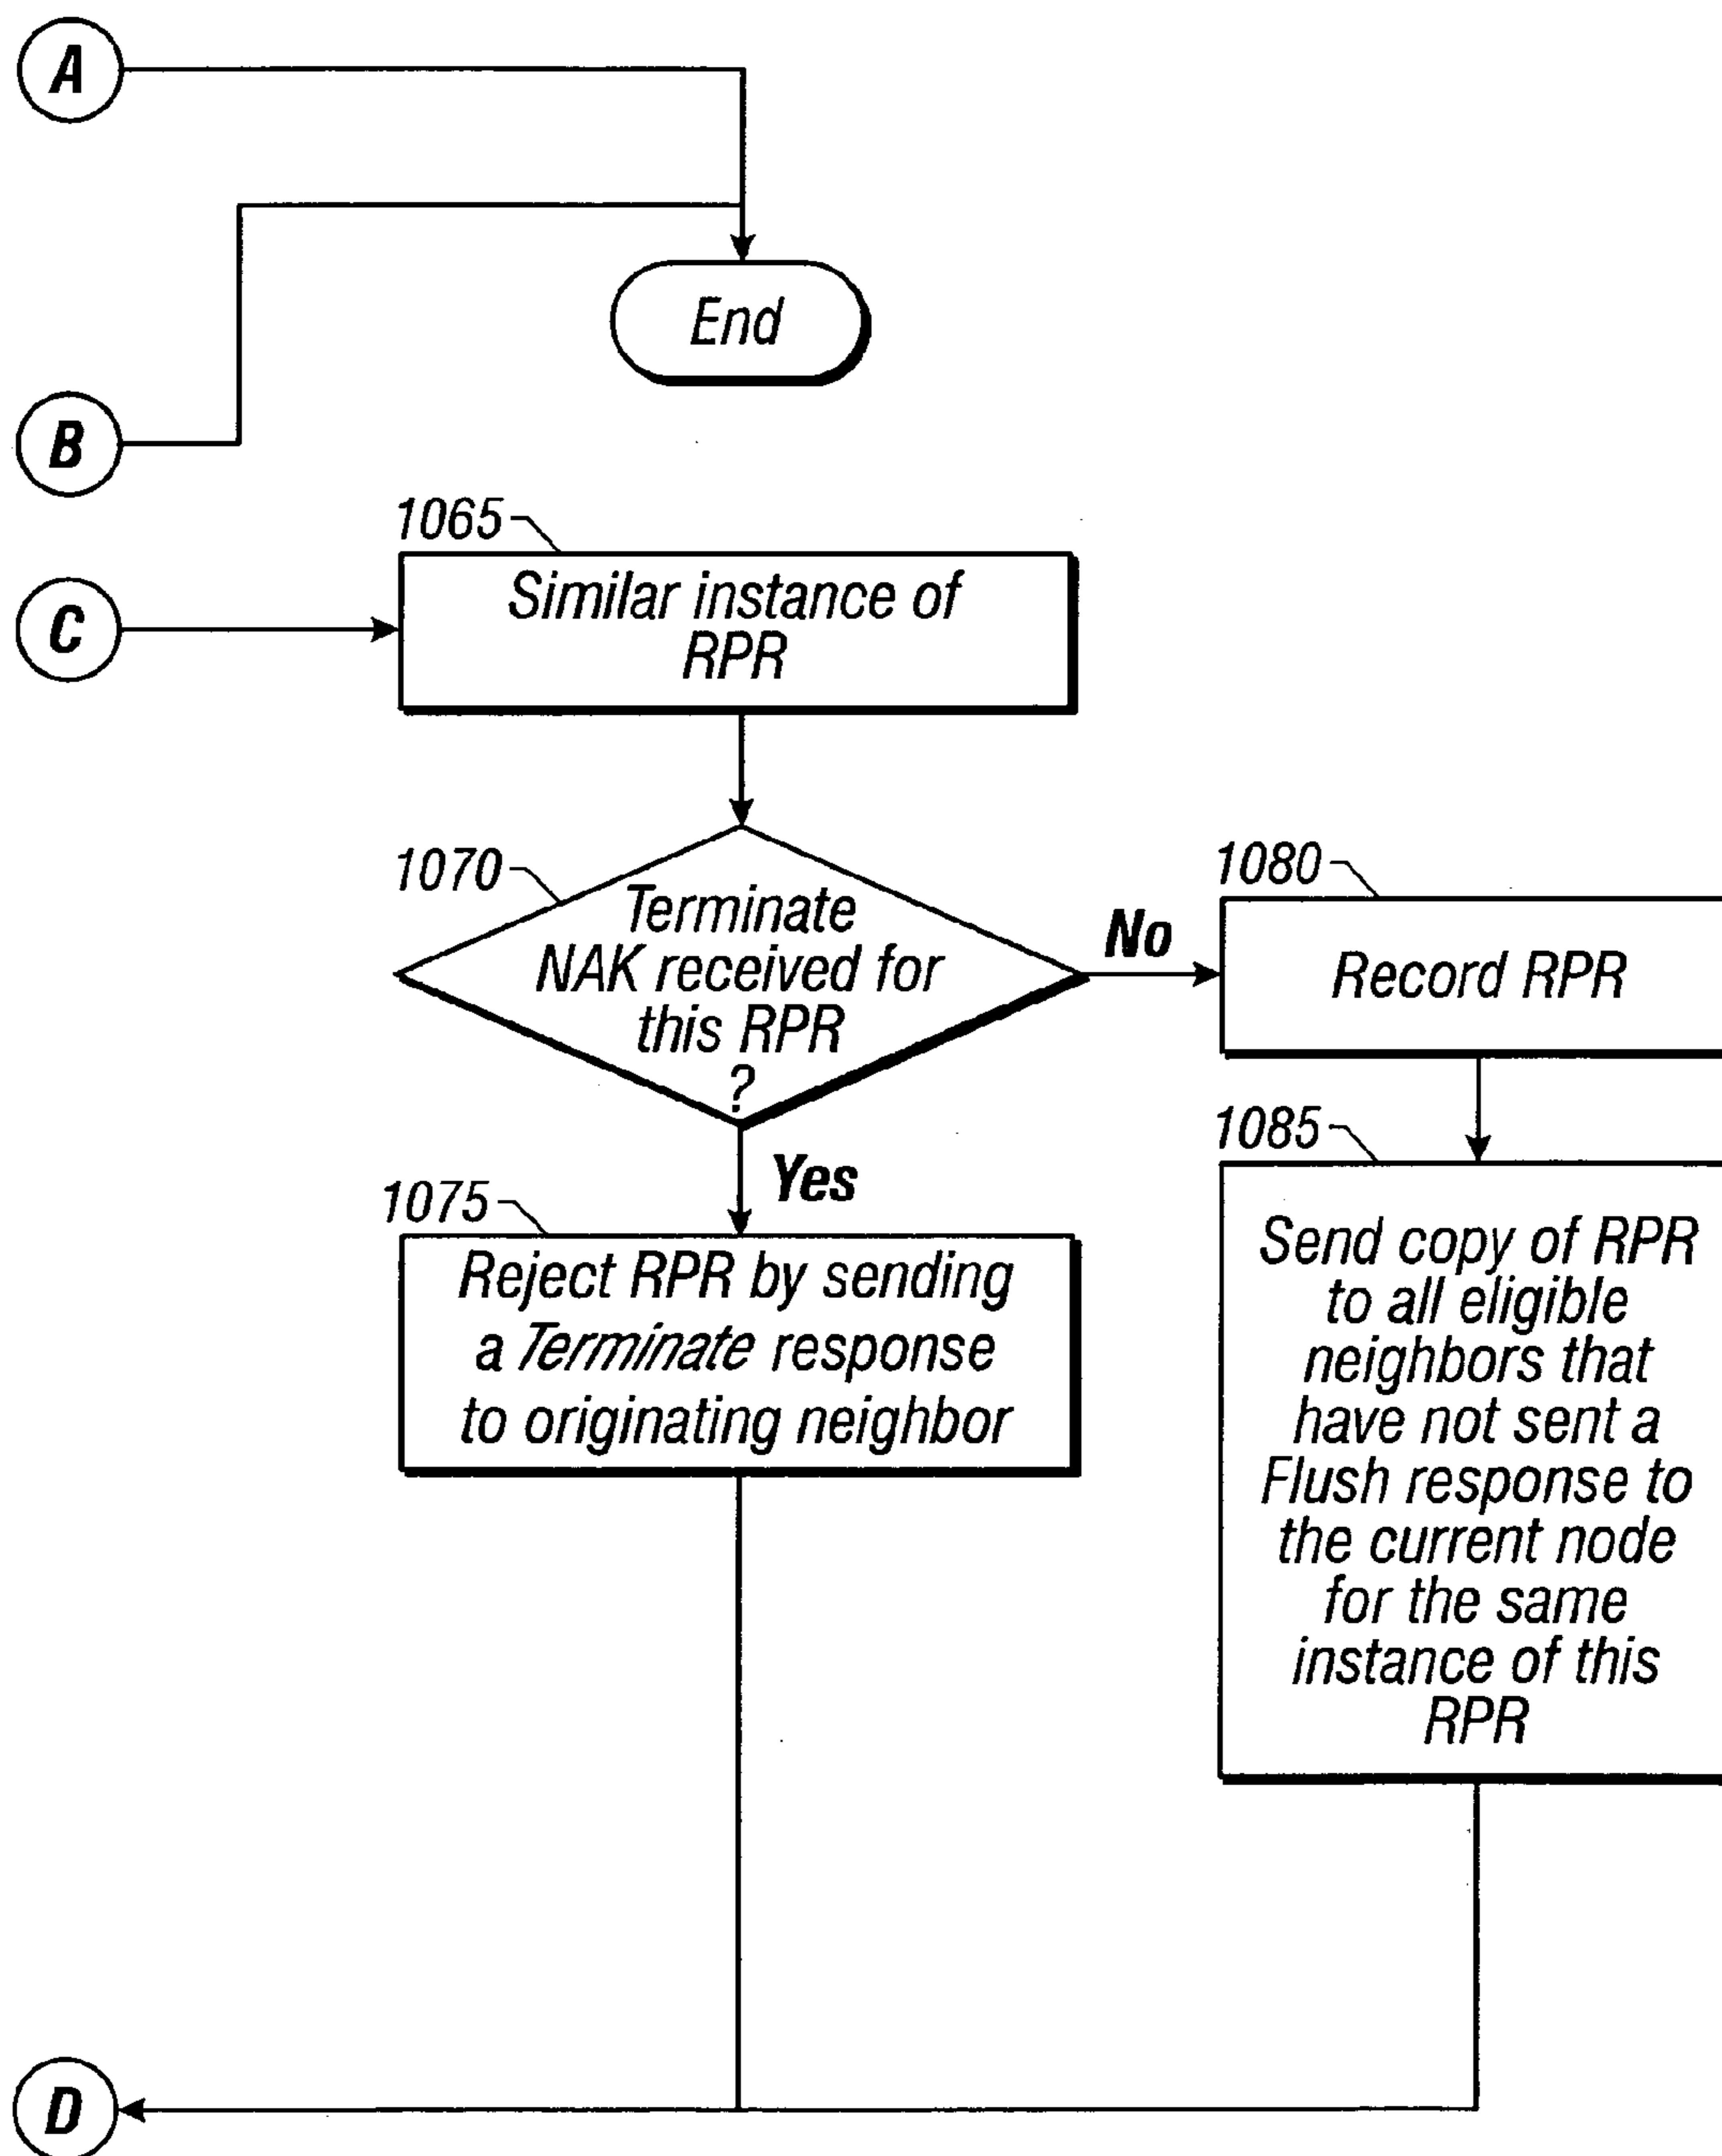 A
End
B
1065
C
Similar instance of
RPR
1070
Terminate
NAK received for
this RPR
?
No
1080
Record RPR
Yes
1075
Reject RPR by sending
a Terminate response
to originating neighbor
1085
Send copy of RPR
to all eligible
neighbors that
have not sent a
Flush response to
the current node
for the same
instance of this
RPR
D